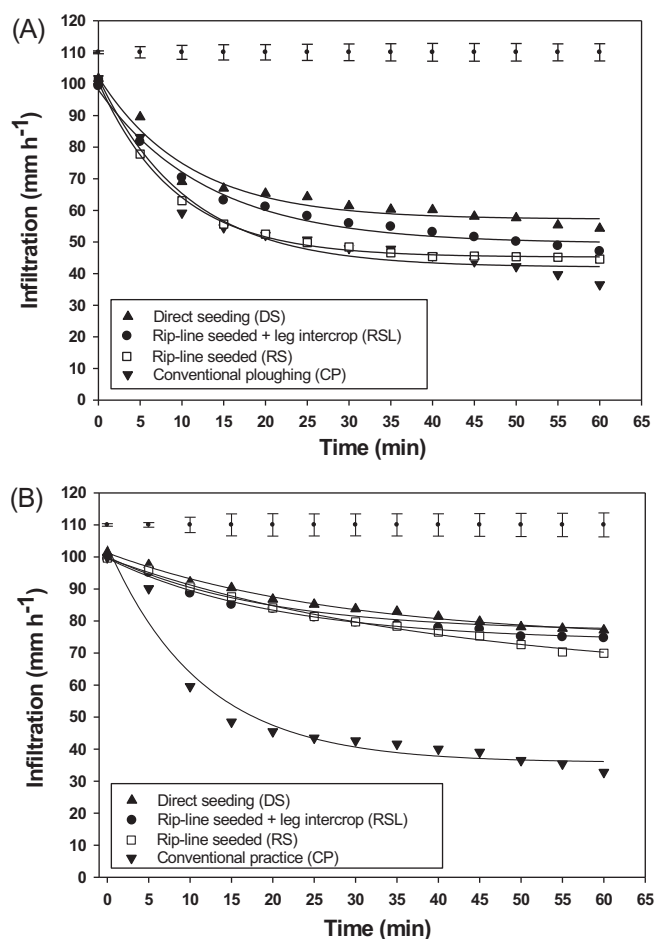 (A)
120
110
100
90
80
70
60
50
40
30
20
10
0
Infiltration (mm h⁻¹)
Direct seeding (DS)
Rip-line seeded + leg intercrop (RSL)
Rip-line seeded (RS)
Conventional ploughing (CP)
0 5 10 15 20 25 30 35 40 45 50 55 60 65
Time (min)
(B)
120
110
100
90
80
70
60
50
40
30
20
10
0
Infiltration (mm h⁻¹)
Direct seeding (DS)
Rip-line seeded + leg intercrop (RSL)
Rip-line seeded (RS)
Conventional practice (CP)
0 5 10 15 20 25 30 35 40 45 50 55 60 65
Time (min)